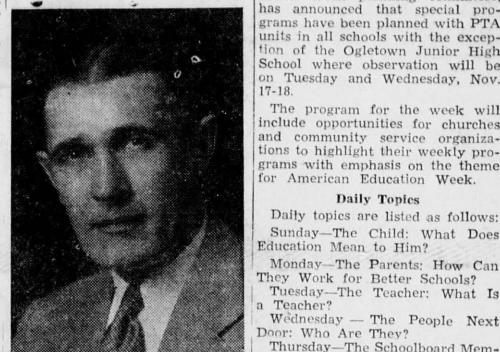 has announced that special pro-
grams have been planned with PTA
units in all schools with the excep-
tion of the Ogletown Junior High
School where observation will be
on Tuesday and Wednesday, Nov.
17-18.
The program for the week will
include opportunities for churches
and community service organiza-
tions to highlight their weekly pro-
grams with emphasis on the theme
for American Education Week.
Daily Topics
Daily topics are listed as follows:
Sunday—The Child: What Does
Education Mean to Him?
Monday—The Parents: How Can
They Work for Better Schools?
Tuesday—The Teacher: What Is
a Teacher?
Wednesday — The People Next
Door: Who Are They?
Thursday—The Schoolboard Mem-